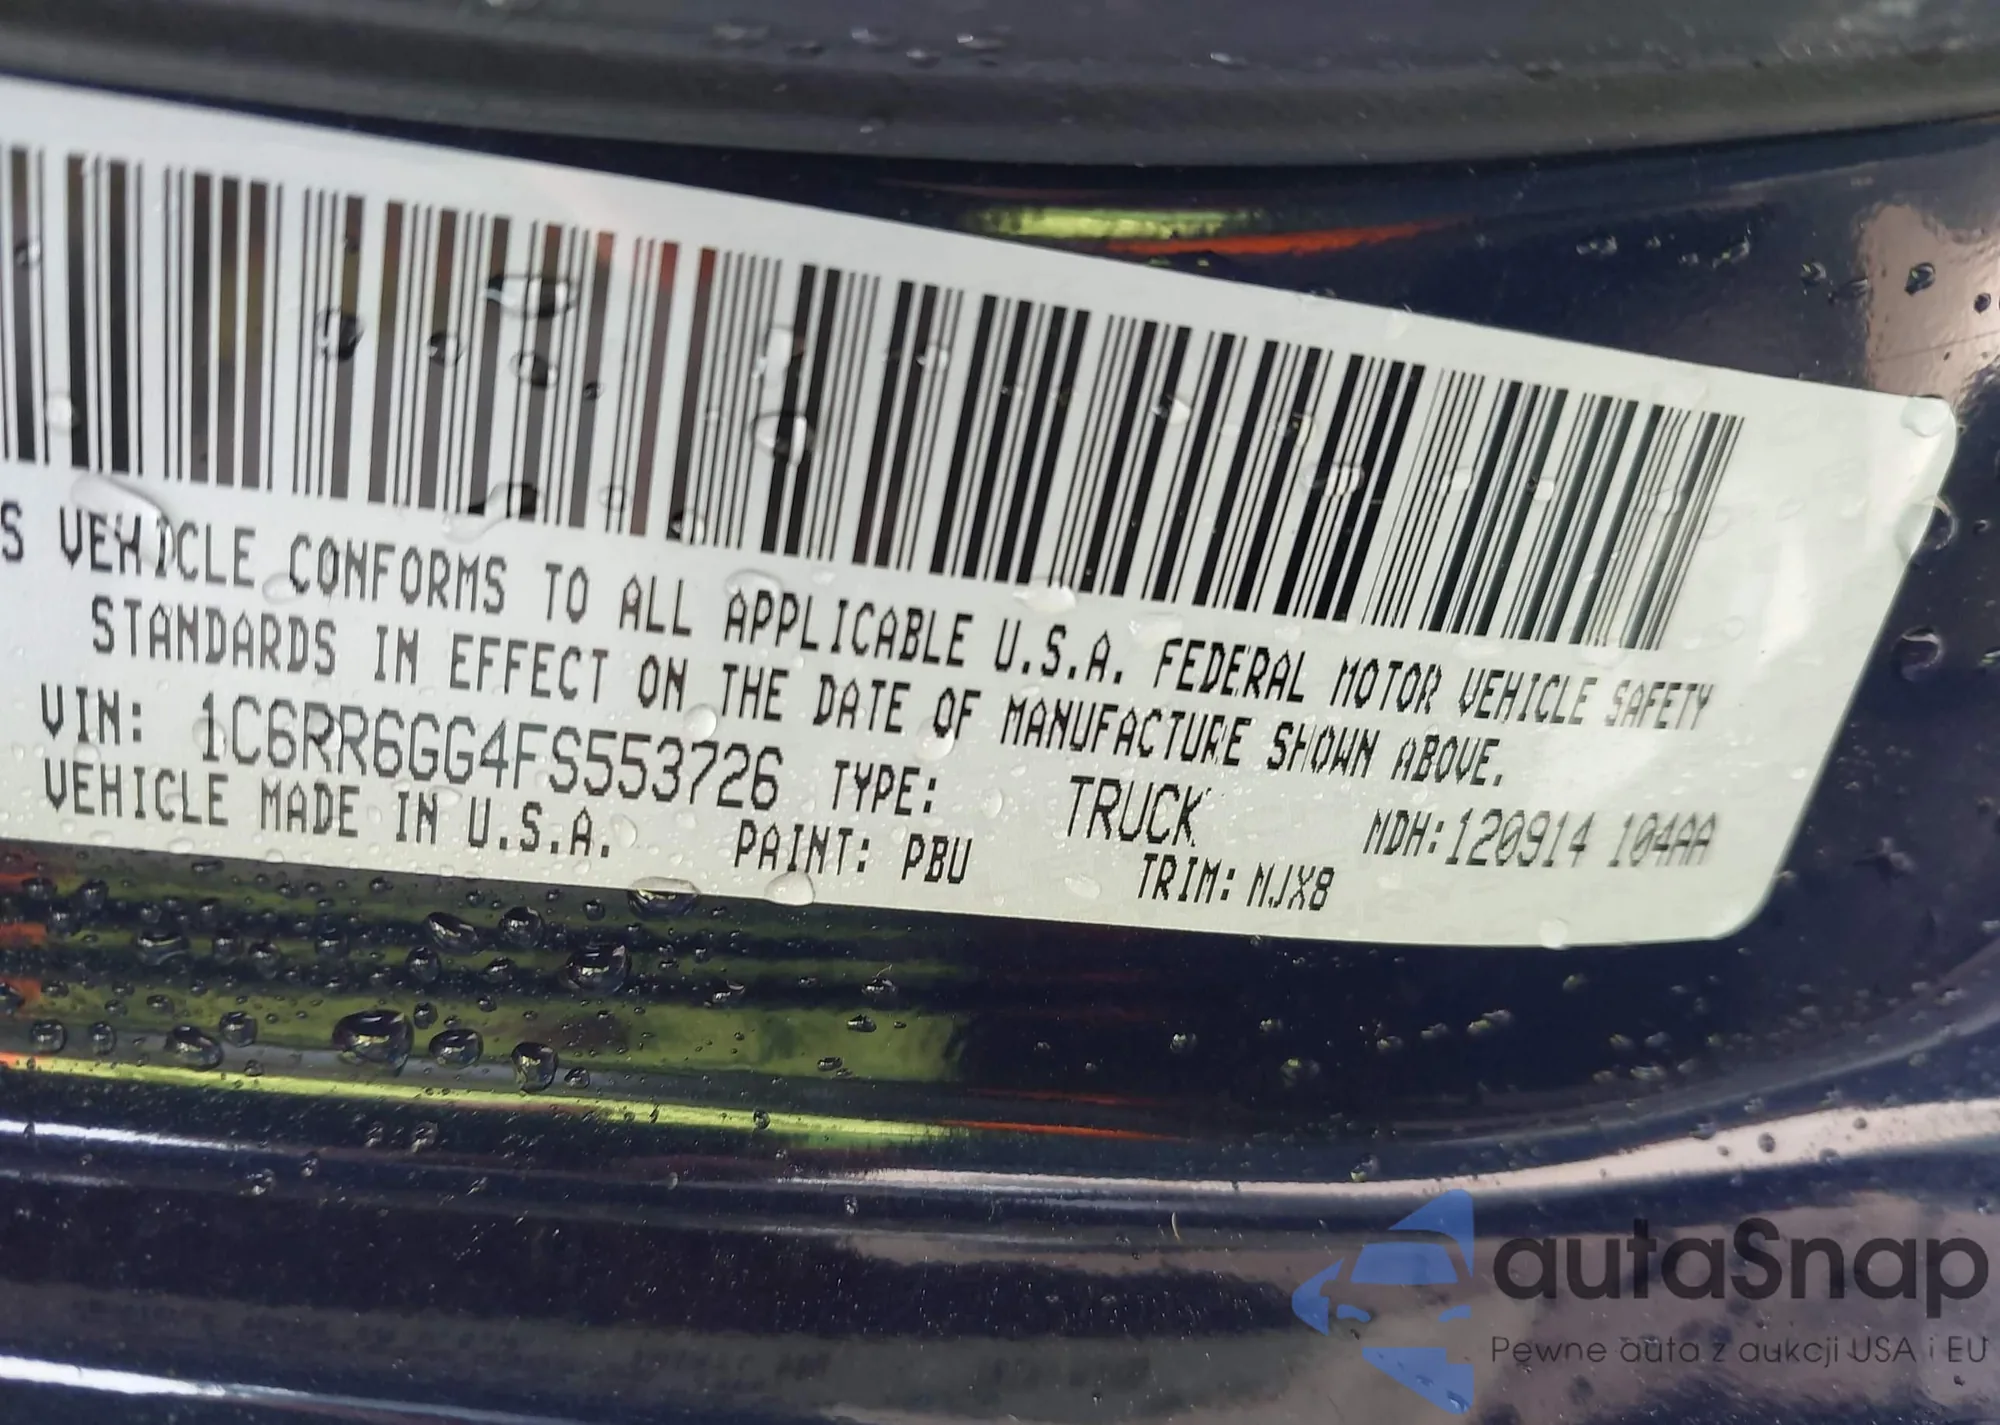 S VEHICLE CONFORMS TO ALL APPLICABLE U.S.A. FEDERAL MOTOR VEHICLE SAFETY
STANDARDS IN EFFECT ON THE DATE OF MANUFACTURE SHOWN ABOVE.
VIN: 1C6RR6GG4FS553726 TYPE: TRUCK MDH:120914 104AA
VEHICLE MADE IN U.S.A. PAINT: PBU TRIM: NJX8
autaSnap
Pewne auta z aukcji USA i EU